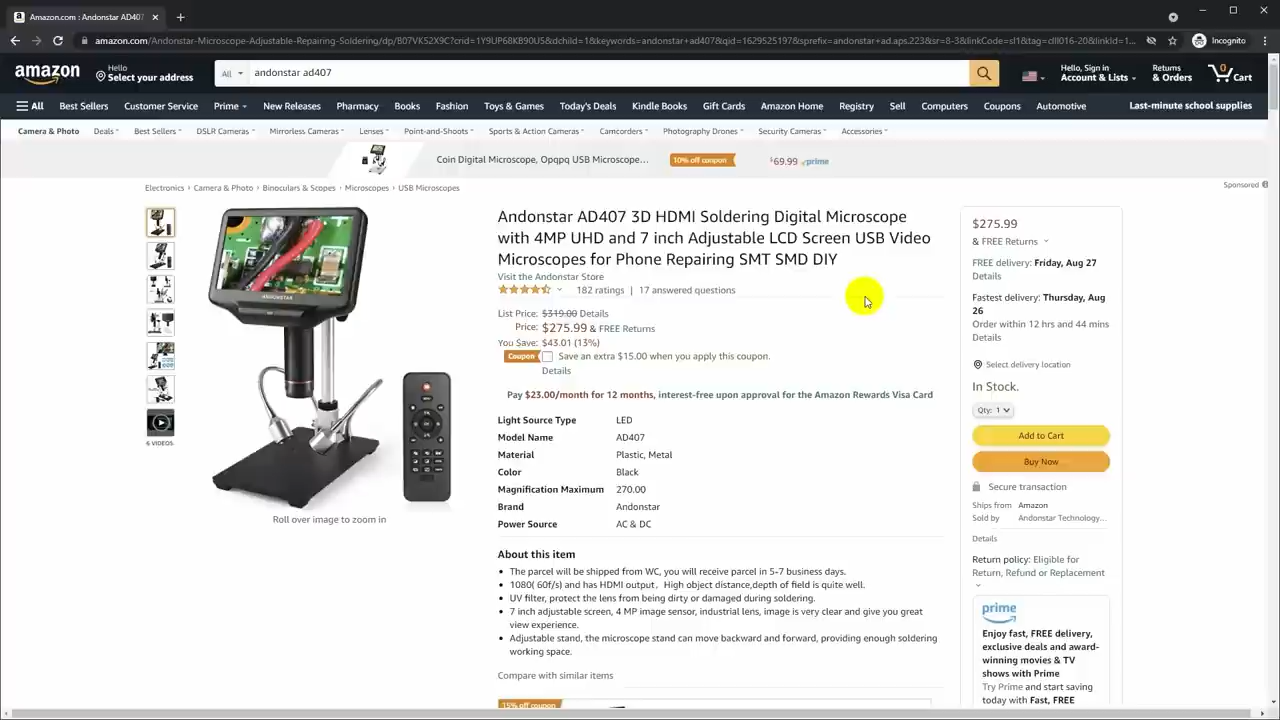 Andonstar AD407
Incognito
amazon.com/Andonstar-Microscope-Adjustable-Repairing-Soldering/dp/B07VK52X9C?crid=1Y9UP68KB90US&dchild=1&keywords=andonstar+ad407&qid=1629525197&sprefix=andonstar+ad,aps,223&sr=8-3&linkCode=sl1&tag=
amazon
Hello
Select your address
All
andonstar ad407
Hello, Sign in
Account & Lists
Returns
& Orders
0
Cart
All
Best Sellers
Customer Service
Prime
New Releases
Pharmacy
Books
Fashion
Toys & Games
Today's Deals
Kindle Books
Gift Cards
Amazon Home
Registry
Sell
Computers
Coupons
Automotive
Last-minute school supplies
Camera & Photo
Deals
Best Sellers
DSLR Cameras
Mirrorless Cameras
Lenses
Point-and-Shoots
Sports & Action Cameras
Camcorders
Photography Drones
Security Cameras
Accessories
Coin Digital Microscope, Opqpq USB Microscope...
10% off coupon
$69.99 prime
Sponsored
Electronics › Camera & Photo › Binoculars & Scopes › Microscopes › USB Microscopes
6 VIDEOS
ANDONSTAR
Roll over image to zoom in
Andonstar AD407 3D HDMI Soldering Digital Microscope
with 4MP UHD and 7 inch Adjustable LCD Screen USB Video
Microscopes for Phone Repairing SMT SMD DIY
Visit the Andonstar Store
182 ratings | 17 answered questions
List Price: $319.00 Details
Price: $275.99 & FREE Returns
You Save: $43.01 (13%)
Coupon Save an extra $15.00 when you apply this coupon.
Details
Pay $23.00/month for 12 months, interest-free upon approval for the Amazon Rewards Visa Card
Light Source Type LED
Model Name AD407
Material Plastic, Metal
Color Black
Magnification Maximum 270.00
Brand Andonstar
Power Source AC & DC
About this item
• The parcel will be shipped from WC, you will receive parcel in 5-7 business days.
• 1080( 60f/s) and has HDMI output，High object distance,depth of field is quite well.
• UV filter, protect the lens from being dirty or damaged during soldering.
• 7 inch adjustable screen, 4 MP image sensor, industrial lens, image is very clear and give you great
view experience.
• Adjustable stand, the microscope stand can move backward and forward, providing enough soldering
working space.
Compare with similar items
15% off coupon
$275.99
& FREE Returns
FREE delivery: Friday, Aug 27
Details
Fastest delivery: Thursday, Aug
26
Order within 12 hrs and 44 mins
Details
Select delivery location
In Stock.
Qty: 1
Add to Cart
Buy Now
Secure transaction
Ships from Amazon
Sold by Andonstar Technology...
Details
Return policy: Eligible for
Return, Refund or Replacement
prime
Enjoy fast, FREE delivery,
exclusive deals and award-
winning movies & TV
shows with Prime
Try Prime and start saving
today with Fast, FREE